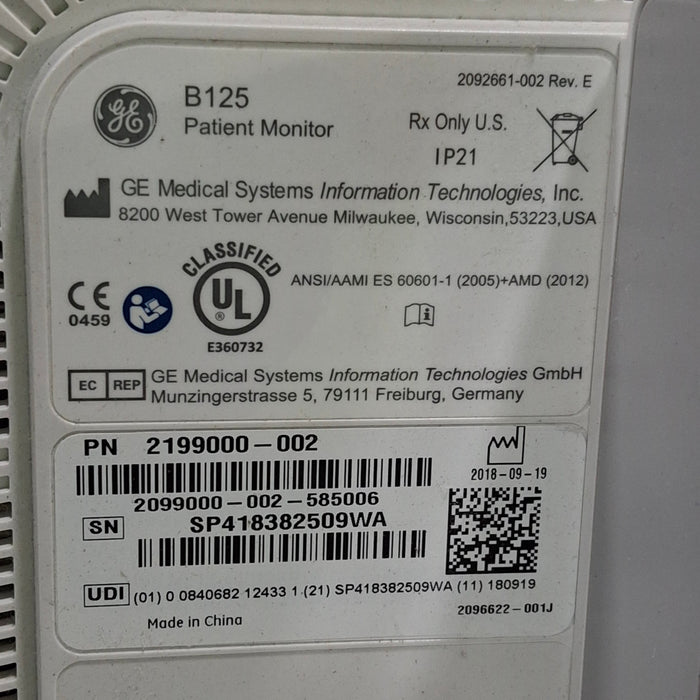 GE
B125
Patient Monitor
2092661-002 Rev. E
Rx Only U.S.
IP21
GE Medical Systems Information Technologies, Inc.
8200 West Tower Avenue Milwaukee, Wisconsin,53223,USA
CE
0459
CLASSIFIED
UL
®
E360732
ANSI/AAMI ES 60601-1 (2005)+AMD (2012)
i
EC REP
GE Medical Systems Information Technologies GmbH
Munzingerstrasse 5, 79111 Freiburg, Germany
PN 2199000-002
2018-09-19
2099000-002-585006
SN SP418382509WA
UDI (01) 0 0840682 12433 1 (21) SP418382509WA (11) 180919
2096622-001J
Made in China